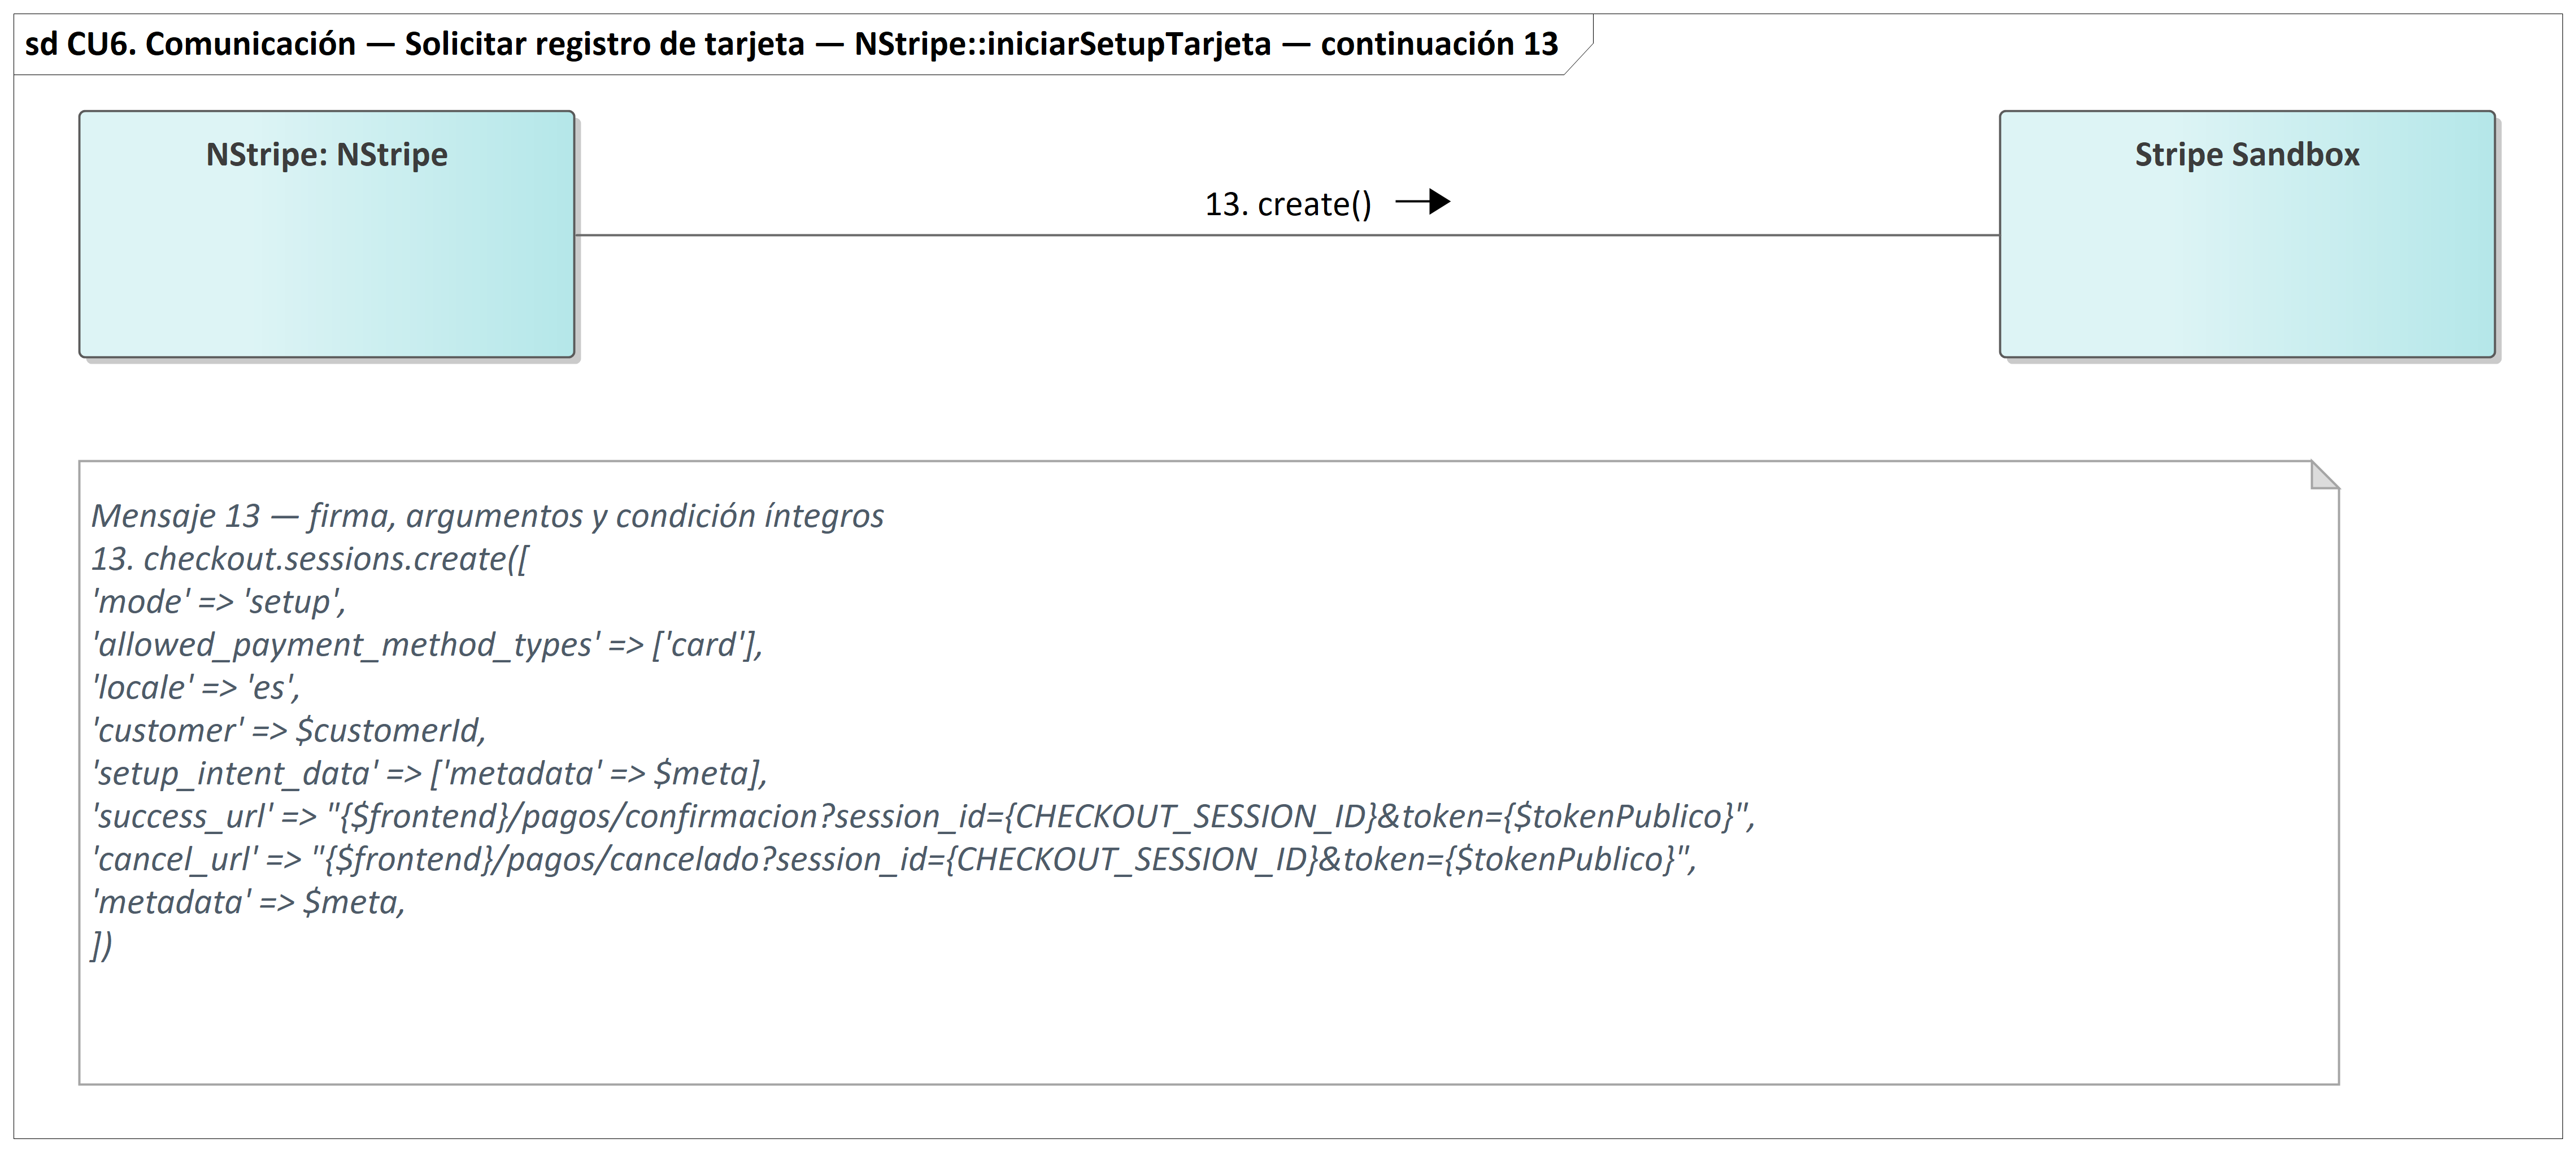 sd CU6. Comunicación — Solicitar registro de tarjeta — NStripe::iniciarSetupTarjeta — continuación 13
NStripe: NStripe
Stripe Sandbox
13. create()
Mensaje 13 — firma, argumentos y condición íntegros
13. checkout.sessions.create([
'mode' => 'setup',
'allowed_payment_method_types' => ['card'],
'locale' => 'es',
'customer' => $customerId,
'setup_intent_data' => ['metadata' => $meta],
'success_url' => "{$frontend}/pagos/confirmacion?session_id={CHECKOUT_SESSION_ID}&token={$tokenPublico}",
'cancel_url' => "{$frontend}/pagos/cancelado?session_id={CHECKOUT_SESSION_ID}&token={$tokenPublico}",
'metadata' => $meta,
])